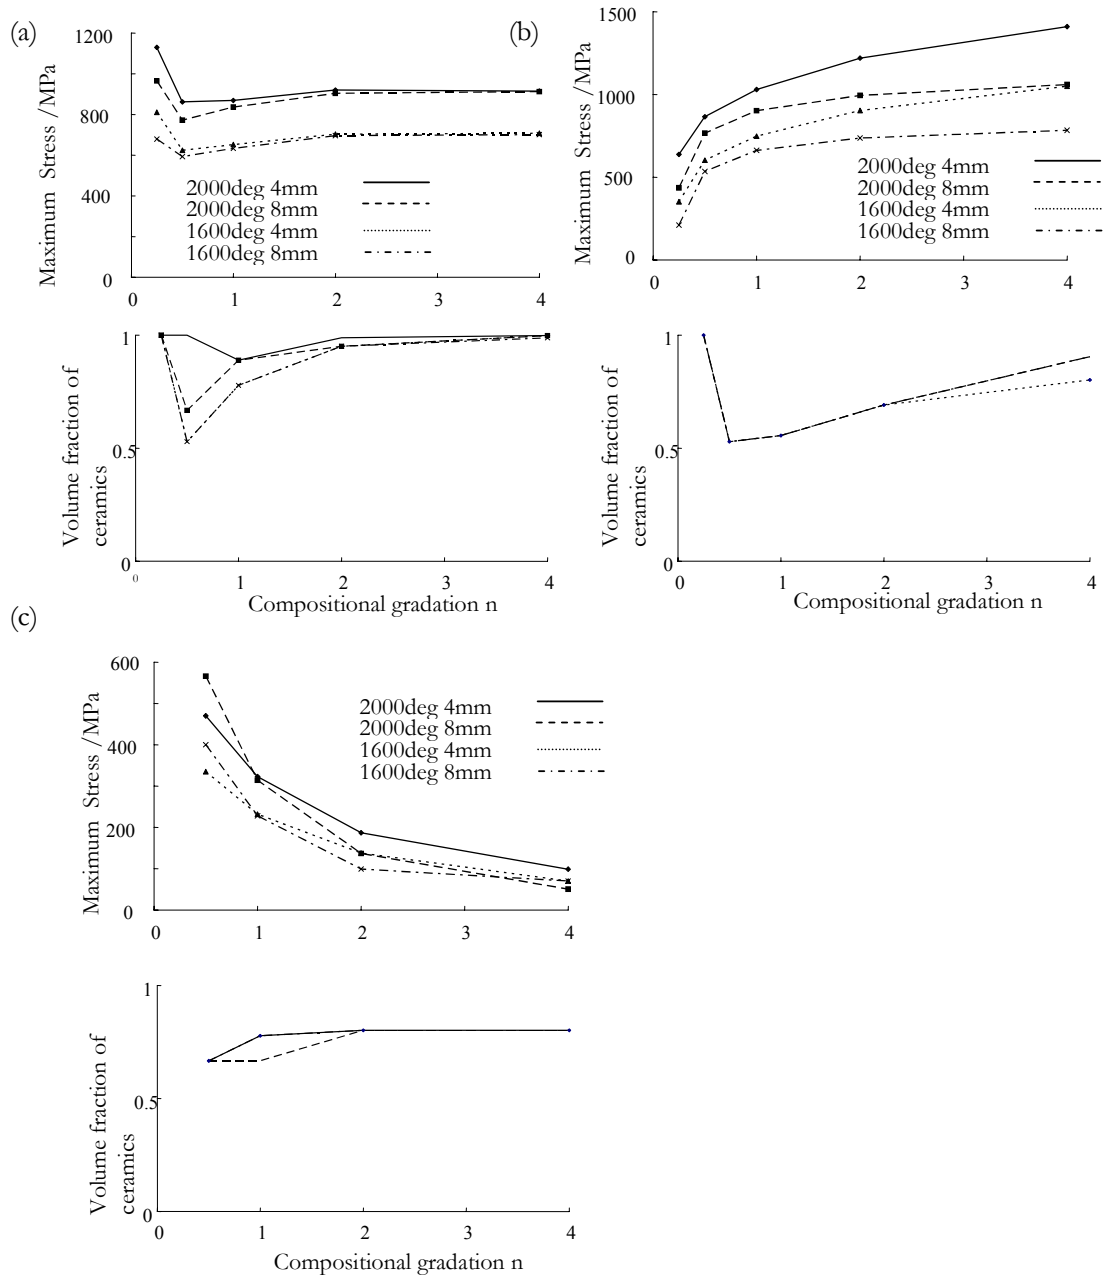 (a)
1200
800
400
0
Maximum Stress /MPa
2000deg 4mm
2000deg 8mm
1600deg 4mm
1600deg 8mm
0 1 2 3 4
1
0.5
0
Volume fraction of
ceramics
0 1 2 3 4
Compositional gradation n
(b)
1500
1000
500
0
Maximum Stress /MPa
2000deg 4mm
2000deg 8mm
1600deg 4mm
1600deg 8mm
0 1 2 3 4
1
0.5
0
Volume fraction of
ceramics
0 1 2 3 4
Compositional gradation n
(c)
600
400
200
0
Maximum Stress /MPa
2000deg 4mm
2000deg 8mm
1600deg 4mm
1600deg 8mm
0 1 2 3 4
1
0.5
0
Volume fraction of
ceramics
0 1 2 3 4
Compositional gradation n